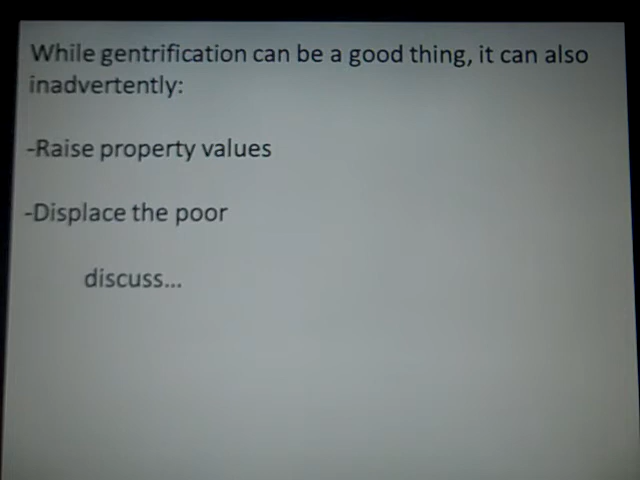 While gentrification can be a good thing, it can also
inadvertently:
-Raise property values
-Displace the poor
discuss...